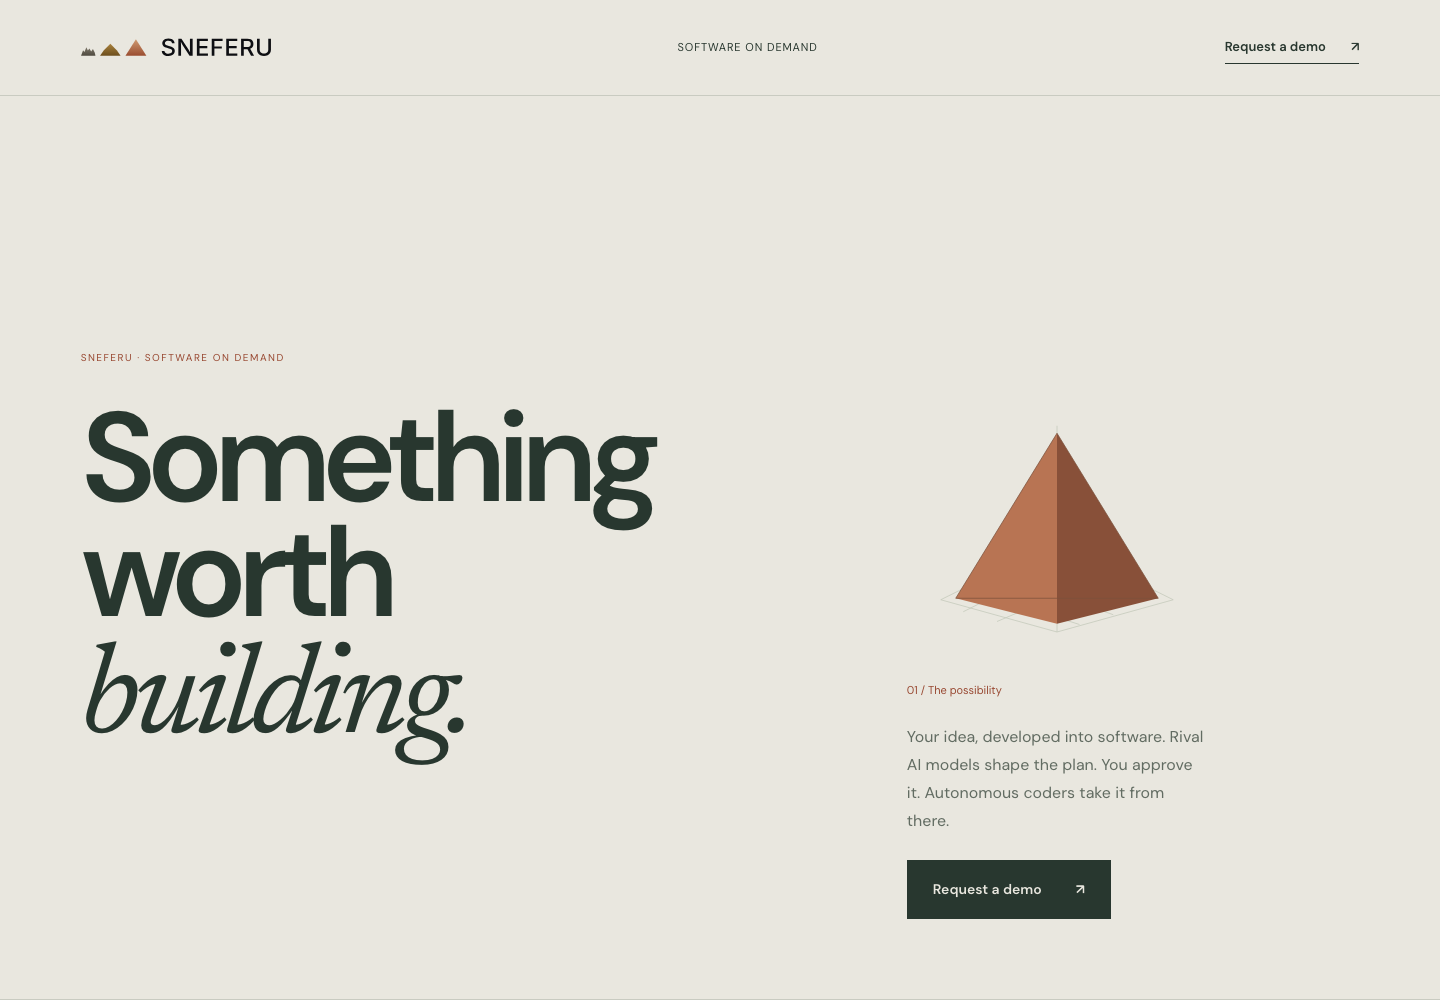 SNEFERU
SOFTWARE ON DEMAND
Request a demo
SNEFERU · SOFTWARE ON DEMAND
Something
worth
building.
01 / The possibility
Your idea, developed into software. Rival
AI models shape the plan. You approve
it. Autonomous coders take it from
there.
Request a demo